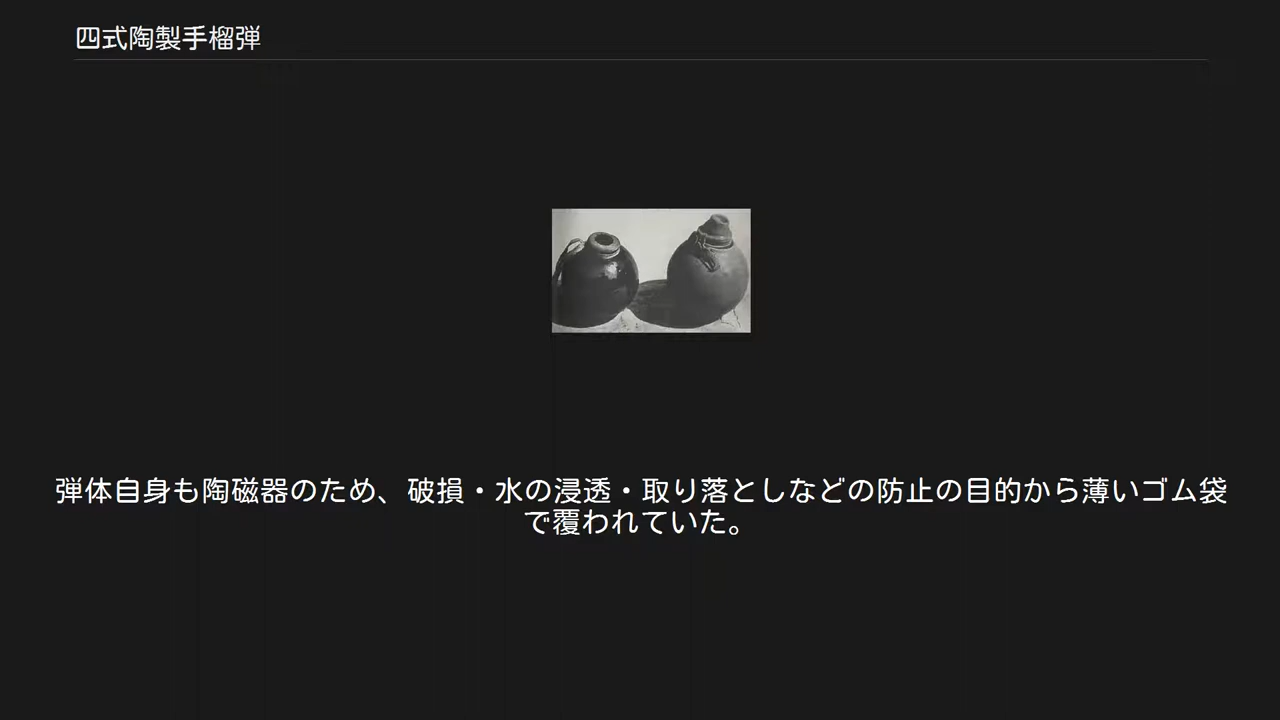 四式陶製手榴弾
弾体自身も陶磁器のため、破損・水の浸透・取り落としなどの防止の目的から薄いゴム袋
で覆われていた。